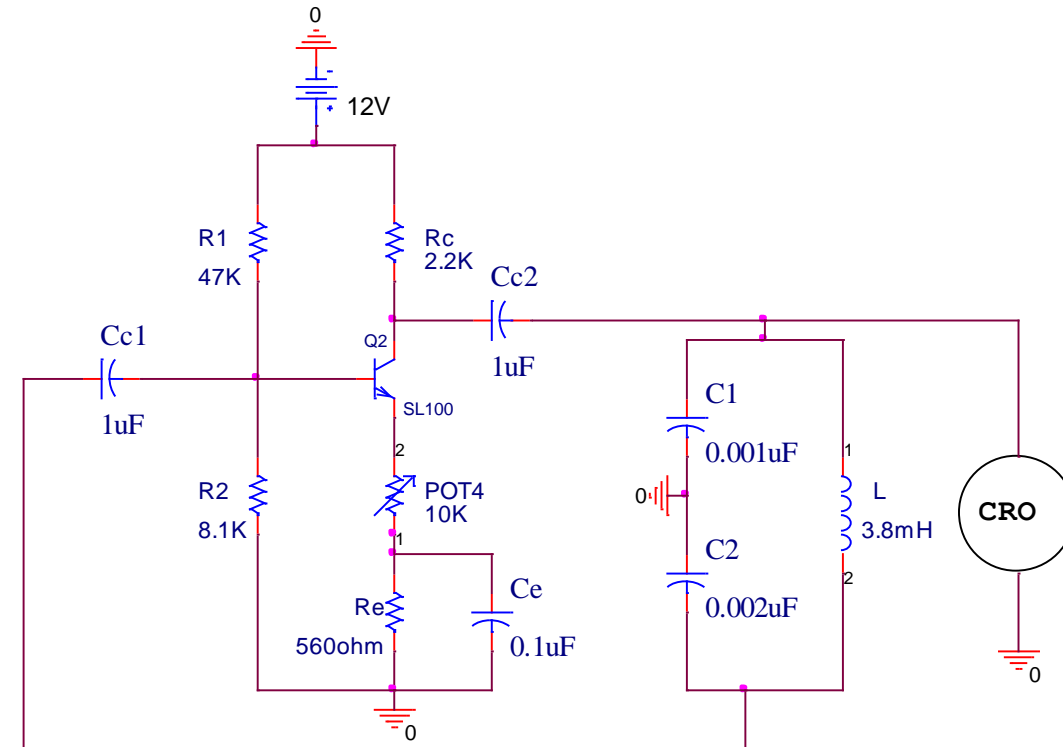 0
-
+
12V
R1
47K
Rc
2.2K
Cc2
1uF
Cc1
1uF
Q2
SL100
2
POT4
10K
1
R2
8.1K
Re
560ohm
Ce
0.1uF
0
C1
0.001uF
0
C2
0.002uF
1
L
3.8mH
2
CRO
0